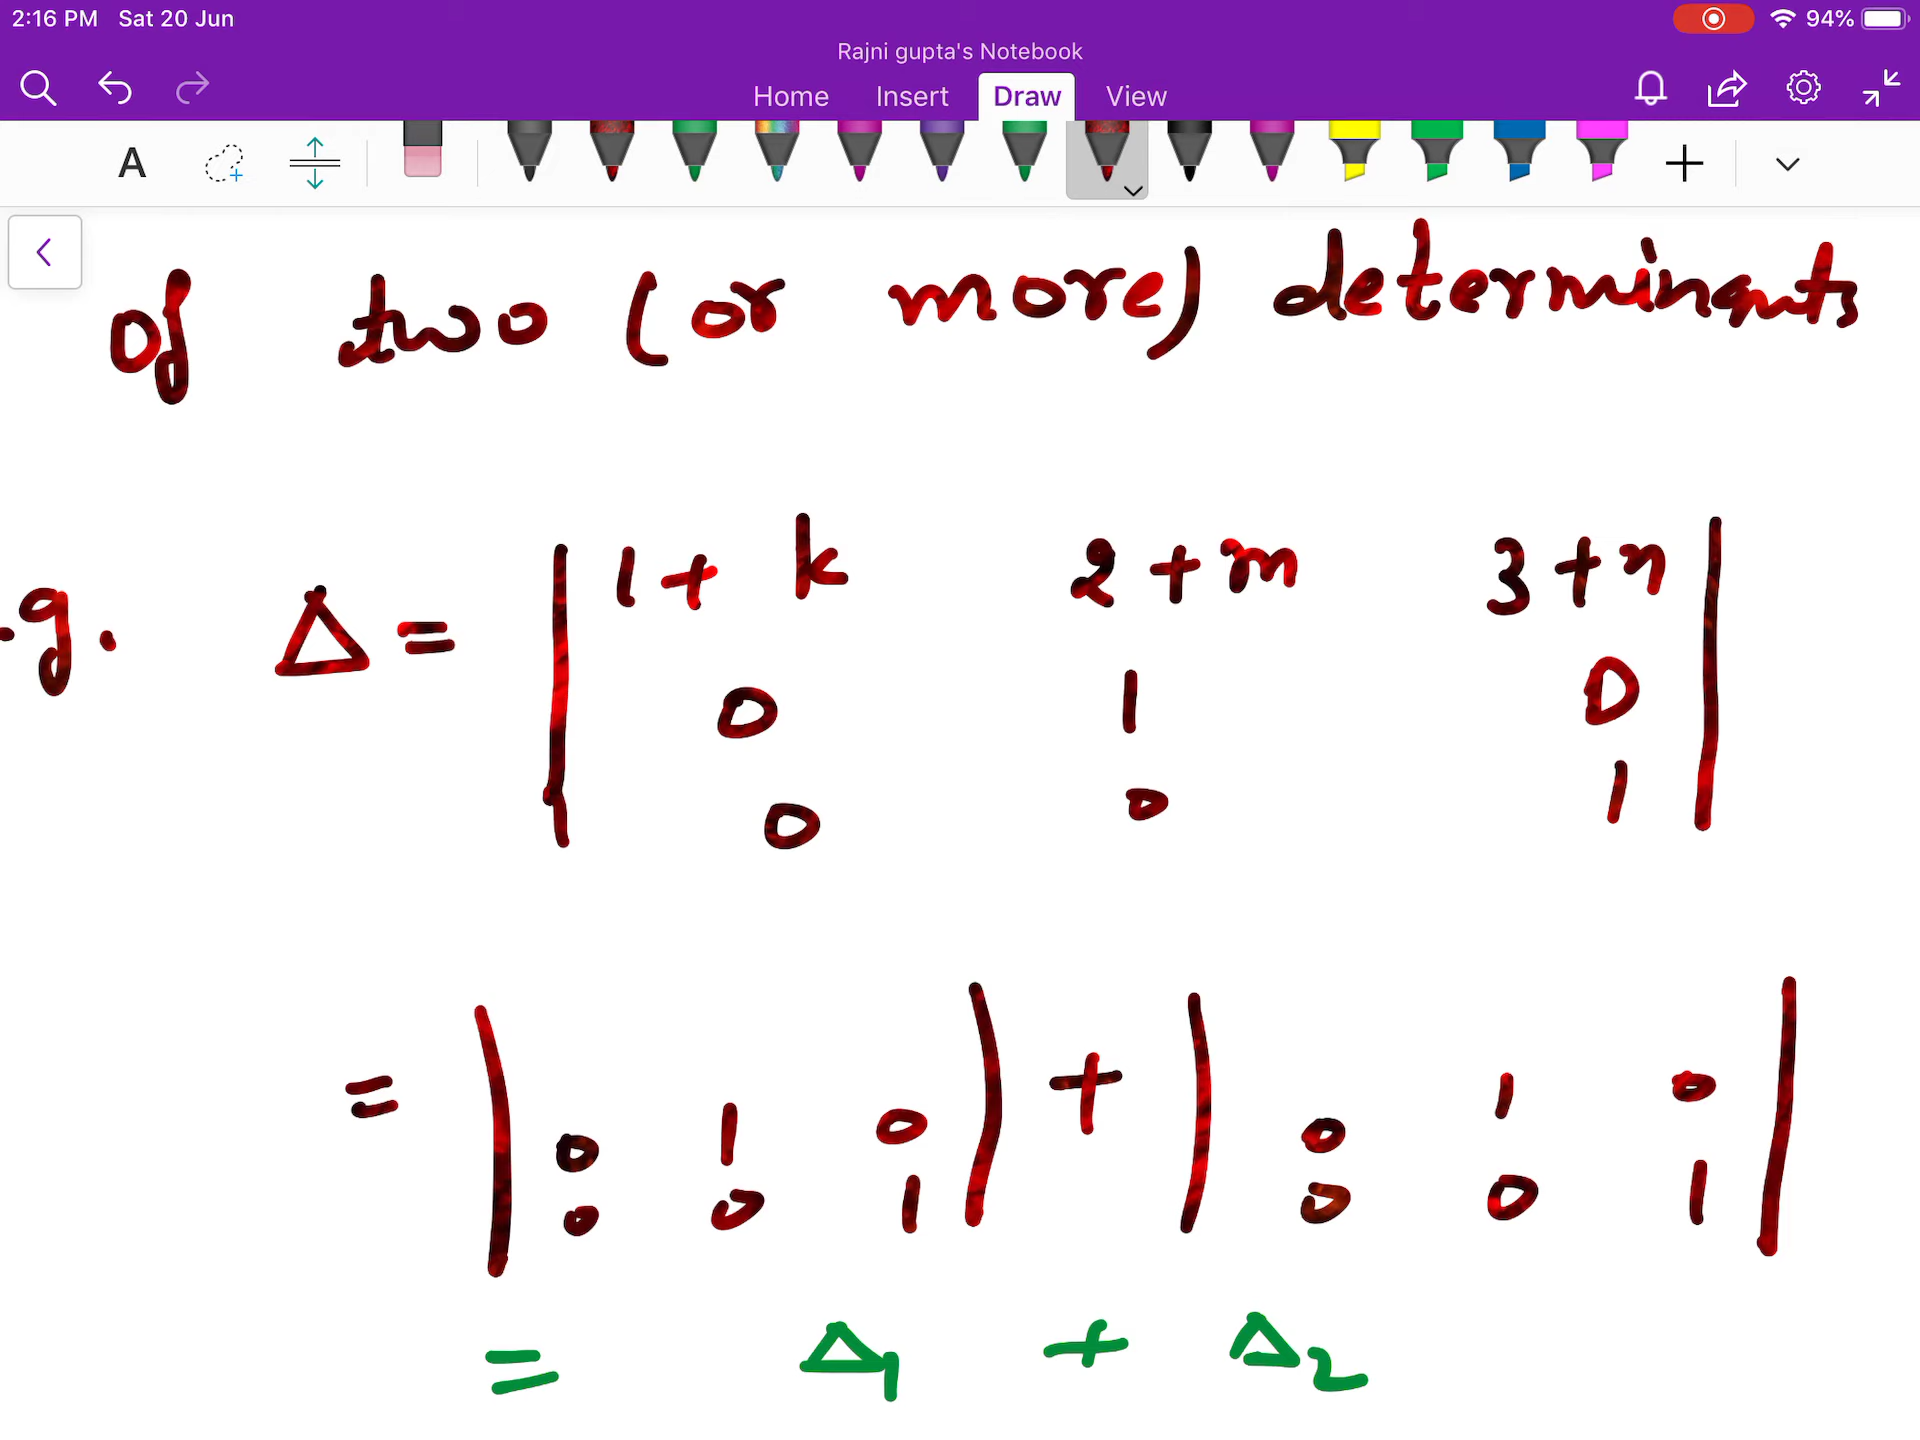 2:16 PM Sat 20 Jun 94%
Rajni gupta's Notebook
Home Insert Draw View
A
of two (or more) determinants
.g. Δ = | 1+k 2+m 3+n |
0 1 0
0 0 1
= | 0 1 0 | + | 0 1 0 |
0 0 1 0 0 1
= Δ1 + Δ2